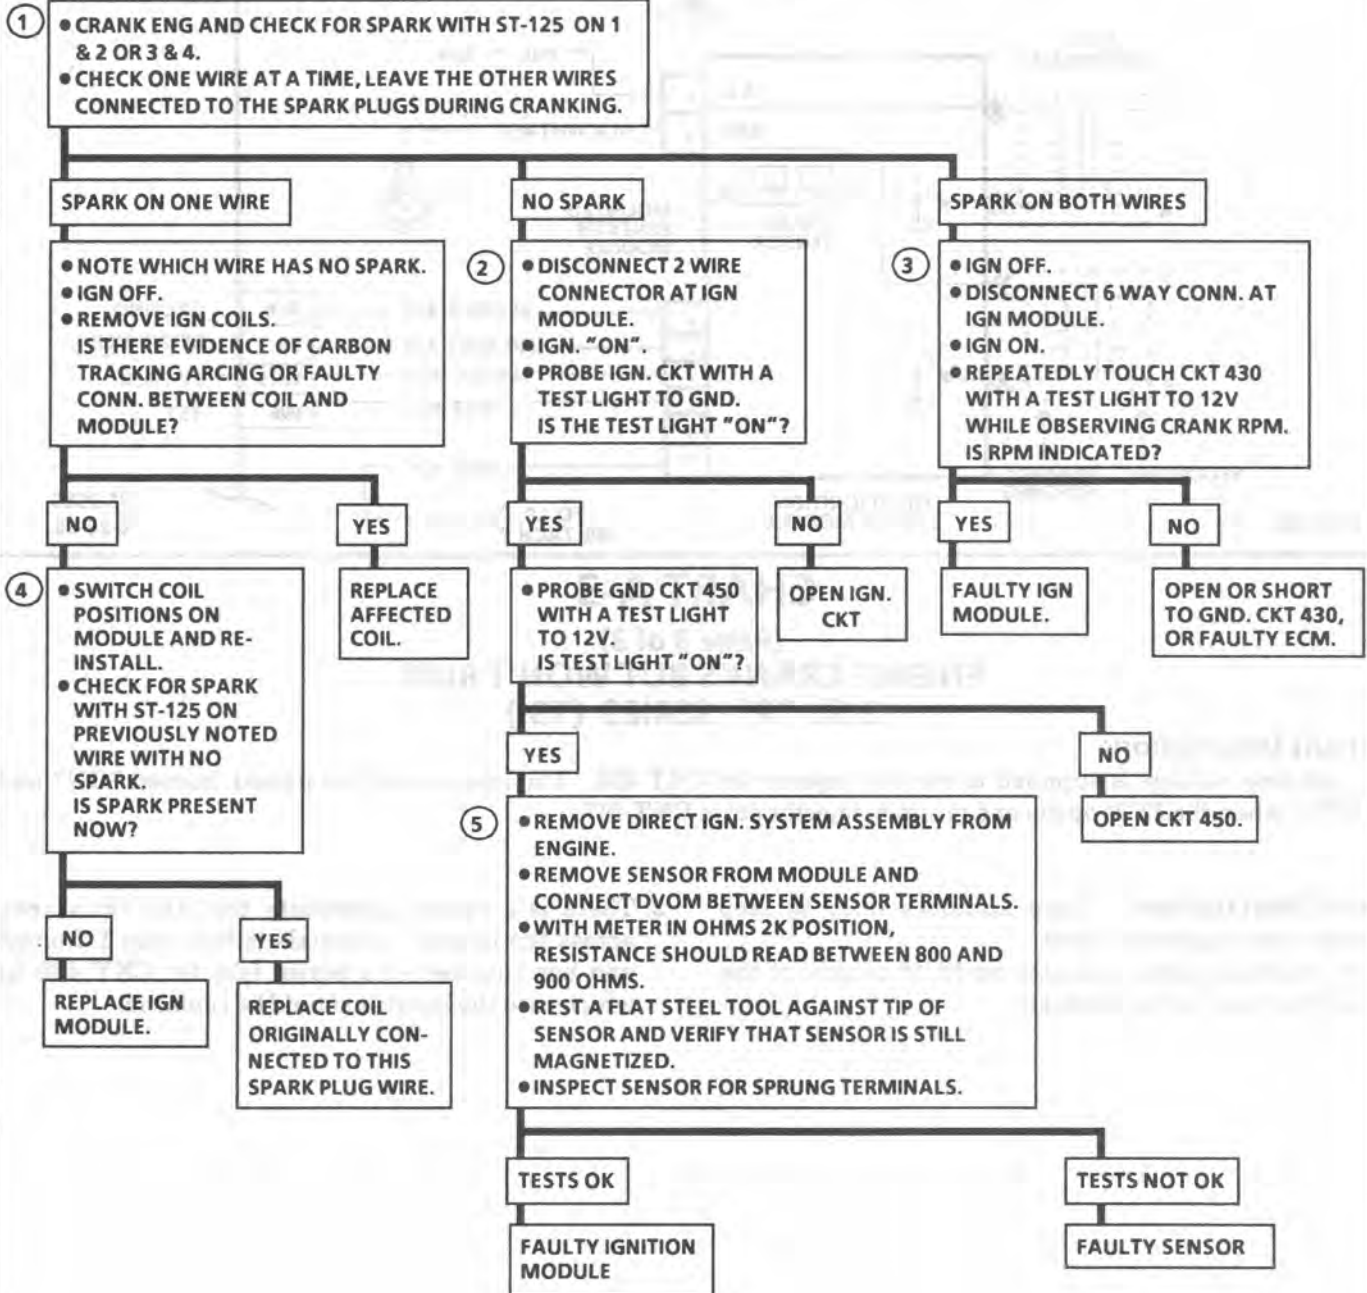 1
• CRANK ENG AND CHECK FOR SPARK WITH ST-125 ON 1
& 2 OR 3 & 4.
• CHECK ONE WIRE AT A TIME, LEAVE THE OTHER WIRES
CONNECTED TO THE SPARK PLUGS DURING CRANKING.
SPARK ON ONE WIRE
NO SPARK
SPARK ON BOTH WIRES
• NOTE WHICH WIRE HAS NO SPARK.
• IGN OFF.
• REMOVE IGN COILS.
IS THERE EVIDENCE OF CARBON
TRACKING ARCING OR FAULTY
CONN. BETWEEN COIL AND
MODULE?
2
• DISCONNECT 2 WIRE
CONNECTOR AT IGN
MODULE.
• IGN. "ON".
• PROBE IGN. CKT WITH A
TEST LIGHT TO GND.
IS THE TEST LIGHT "ON"?
3
• IGN OFF.
• DISCONNECT 6 WAY CONN. AT
IGN MODULE.
• IGN ON.
• REPEATEDLY TOUCH CKT 430
WITH A TEST LIGHT TO 12V
WHILE OBSERVING CRANK RPM.
IS RPM INDICATED?
NO
YES
YES
NO
YES
NO
4
• SWITCH COIL
POSITIONS ON
MODULE AND RE-
INSTALL.
• CHECK FOR SPARK
WITH ST-125 ON
PREVIOUSLY NOTED
WIRE WITH NO
SPARK.
IS SPARK PRESENT
NOW?
REPLACE
AFFECTED
COIL.
• PROBE GND CKT 450
WITH A TEST LIGHT
TO 12V.
IS TEST LIGHT "ON"?
OPEN IGN.
CKT
FAULTY IGN
MODULE.
OPEN OR SHORT
TO GND. CKT 430,
OR FAULTY ECM.
YES
NO
OPEN CKT 450.
5
• REMOVE DIRECT IGN. SYSTEM ASSEMBLY FROM
ENGINE.
• REMOVE SENSOR FROM MODULE AND
CONNECT DVOM BETWEEN SENSOR TERMINALS.
• WITH METER IN OHMS 2K POSITION,
RESISTANCE SHOULD READ BETWEEN 800 AND
900 OHMS.
• REST A FLAT STEEL TOOL AGAINST TIP OF
SENSOR AND VERIFY THAT SENSOR IS STILL
MAGNETIZED.
• INSPECT SENSOR FOR SPRUNG TERMINALS.
NO
YES
REPLACE IGN
MODULE.
REPLACE COIL
ORIGINALLY CON-
NECTED TO THIS
SPARK PLUG WIRE.
TESTS OK
TESTS NOT OK
FAULTY IGNITION
MODULE
FAULTY SENSOR